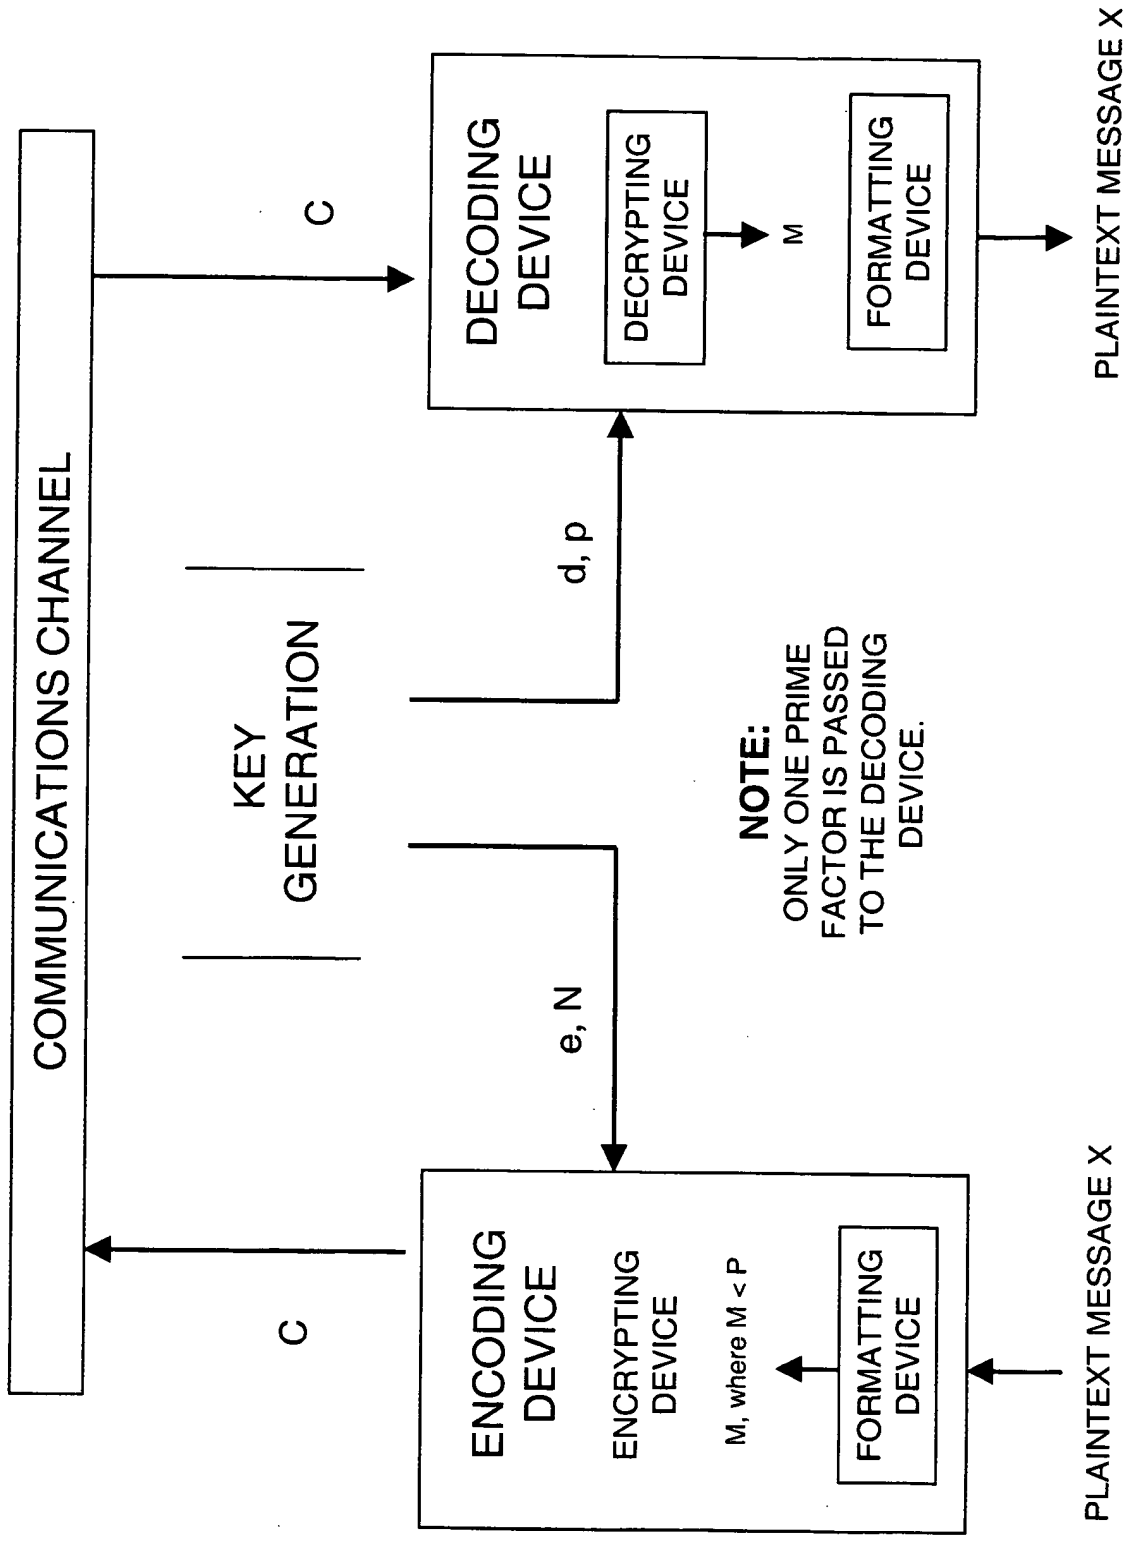 COMMUNICATIONS CHANNEL
C
KEY
GENERATION
C
e, N
d, p
ENCODING
DEVICE
ENCRYPTING
DEVICE
M, where M < P
FORMATTING
DEVICE
PLAINTEXT MESSAGE X
NOTE:
ONLY ONE PRIME
FACTOR IS PASSED
TO THE DECODING
DEVICE.
DECODING
DEVICE
DECRYPTING
DEVICE
M
FORMATTING
DEVICE
PLAINTEXT MESSAGE X